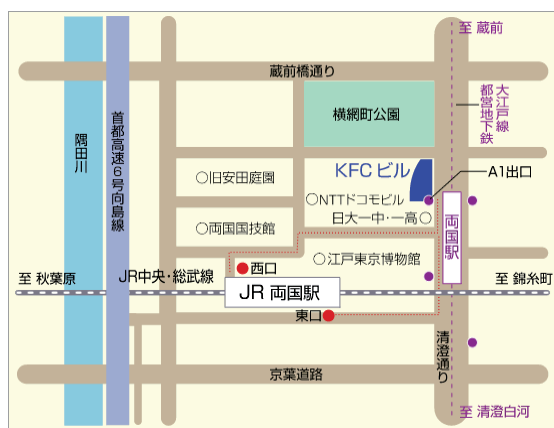 至 蔵前
蔵前橋通り
大江戸線
都営地下鉄
隅田川
首都高速6号向島線
横網町公園
KFC ビル
A1出口
○旧安田庭園
○NTTドコモビル
日大一中・一高○
○両国国技館
両国駅
○江戸東京博物館
西口
至 秋葉原
JR中央・総武線
JR 両国駅
至 錦糸町
東口
清澄通り
京葉道路
至 清澄白河